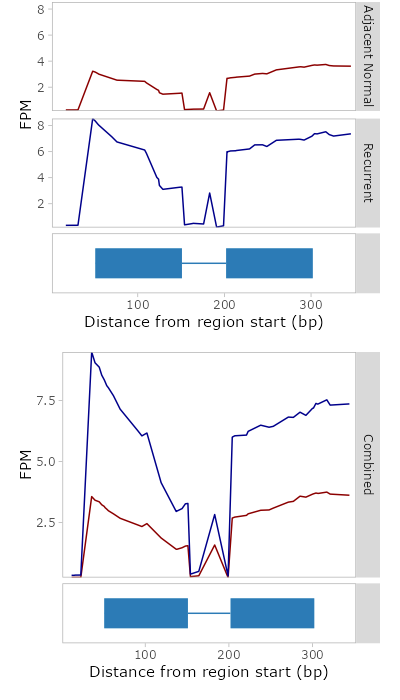 8
6
4
2
Adjacent Normal
FPM
8
6
4
2
Recurrent
100 200 300
Distance from region start (bp)
7.5
5.0
2.5
FPM
Combined
100 200 300
Distance from region start (bp)